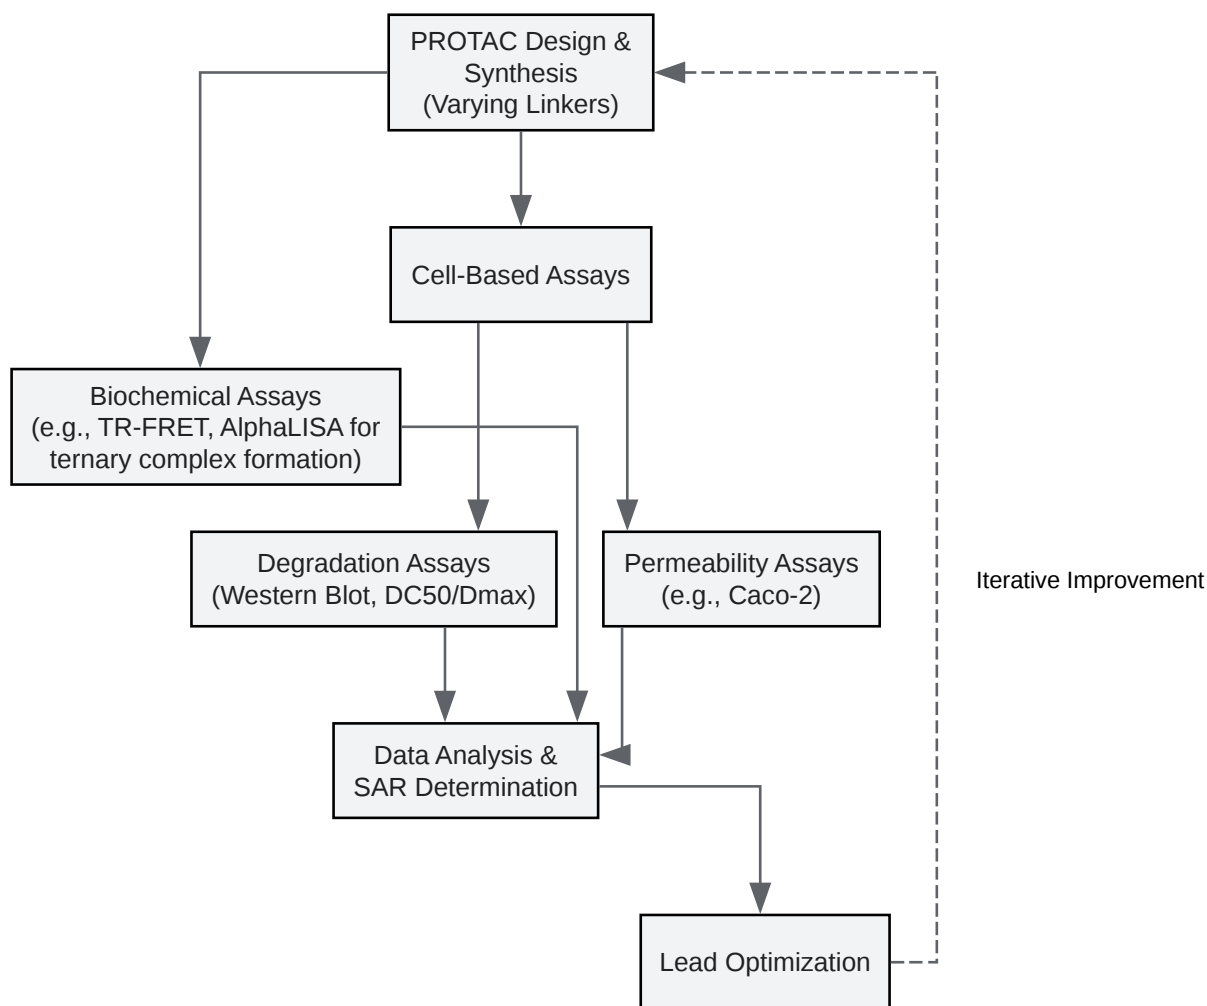 PROTAC Design &
Synthesis
(Varying Linkers)
Cell-Based Assays
Biochemical Assays
(e.g., TR-FRET, AlphaLISA for
ternary complex formation)
Degradation Assays
(Western Blot, DC50/Dmax)
Permeability Assays
(e.g., Caco-2)
Iterative Improvement
Data Analysis &
SAR Determination
Lead Optimization